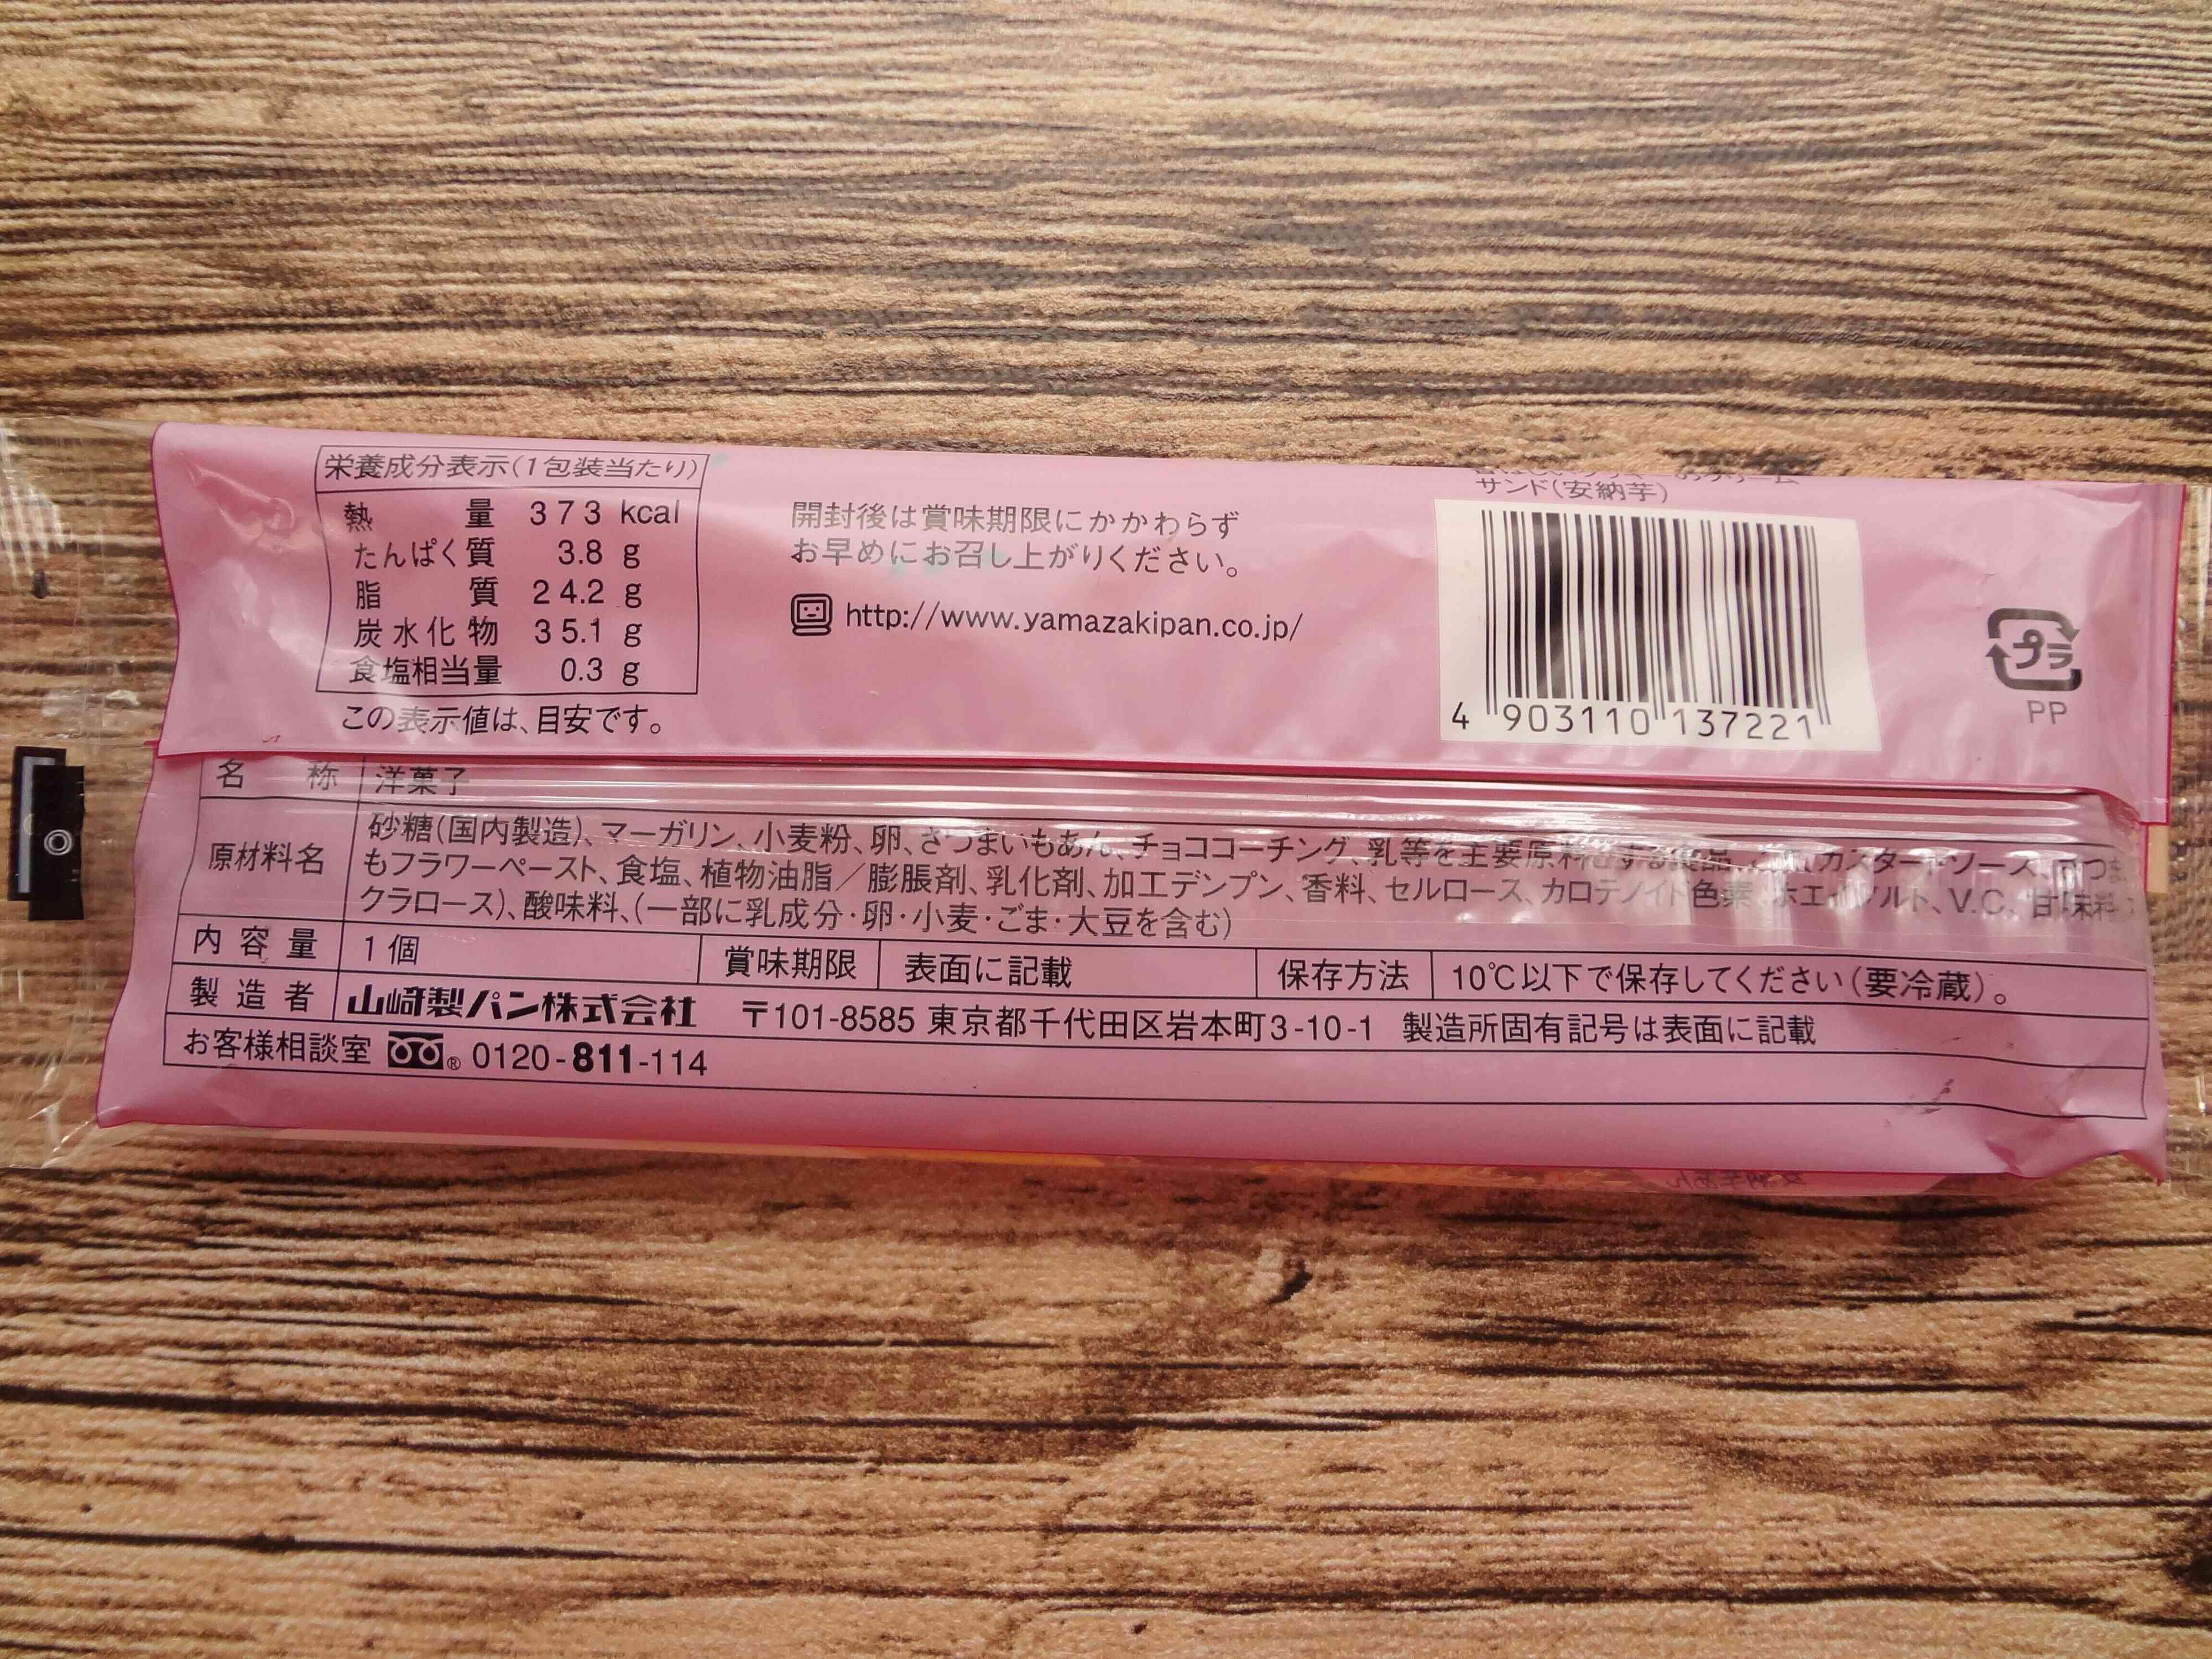 栄養成分表示(1包装当たり)
熱量 373 kcal
たんぱく質 3.8 g
脂質 24.2 g
炭水化物 35.1 g
食塩相当量 0.3 g
この表示値は、目安です。
開封後は賞味期限にかかわらず
お早めにお召し上がりください。
http://www.yamazakipan.co.jp/
サンド(安納芋)
4 903110 137221
プラ
PP
名称 洋菓子
原材料名 砂糖(国内製造)、マーガリン、小麦粉、卵、さつまいもあん、チョココーチング、乳等を主要原料とする食品、(カスタードソース、さつま
もフラワーペースト、食塩、植物油脂/膨脹剤、乳化剤、加工デンプン、香料、セルロース、カロテノイド色素、ホエイソルト、V.C、甘味料
クラロース)、酸味料、(一部に乳成分・卵・小麦・ごま・大豆を含む)
内容量 1個 賞味期限 表面に記載 保存方法 10℃以下で保存してください(要冷蔵)。
製造者 山崎製パン株式会社 〒101-8585 東京都千代田区岩本町3-10-1 製造所固有記号は表面に記載
お客様相談室 ® 0120-811-114